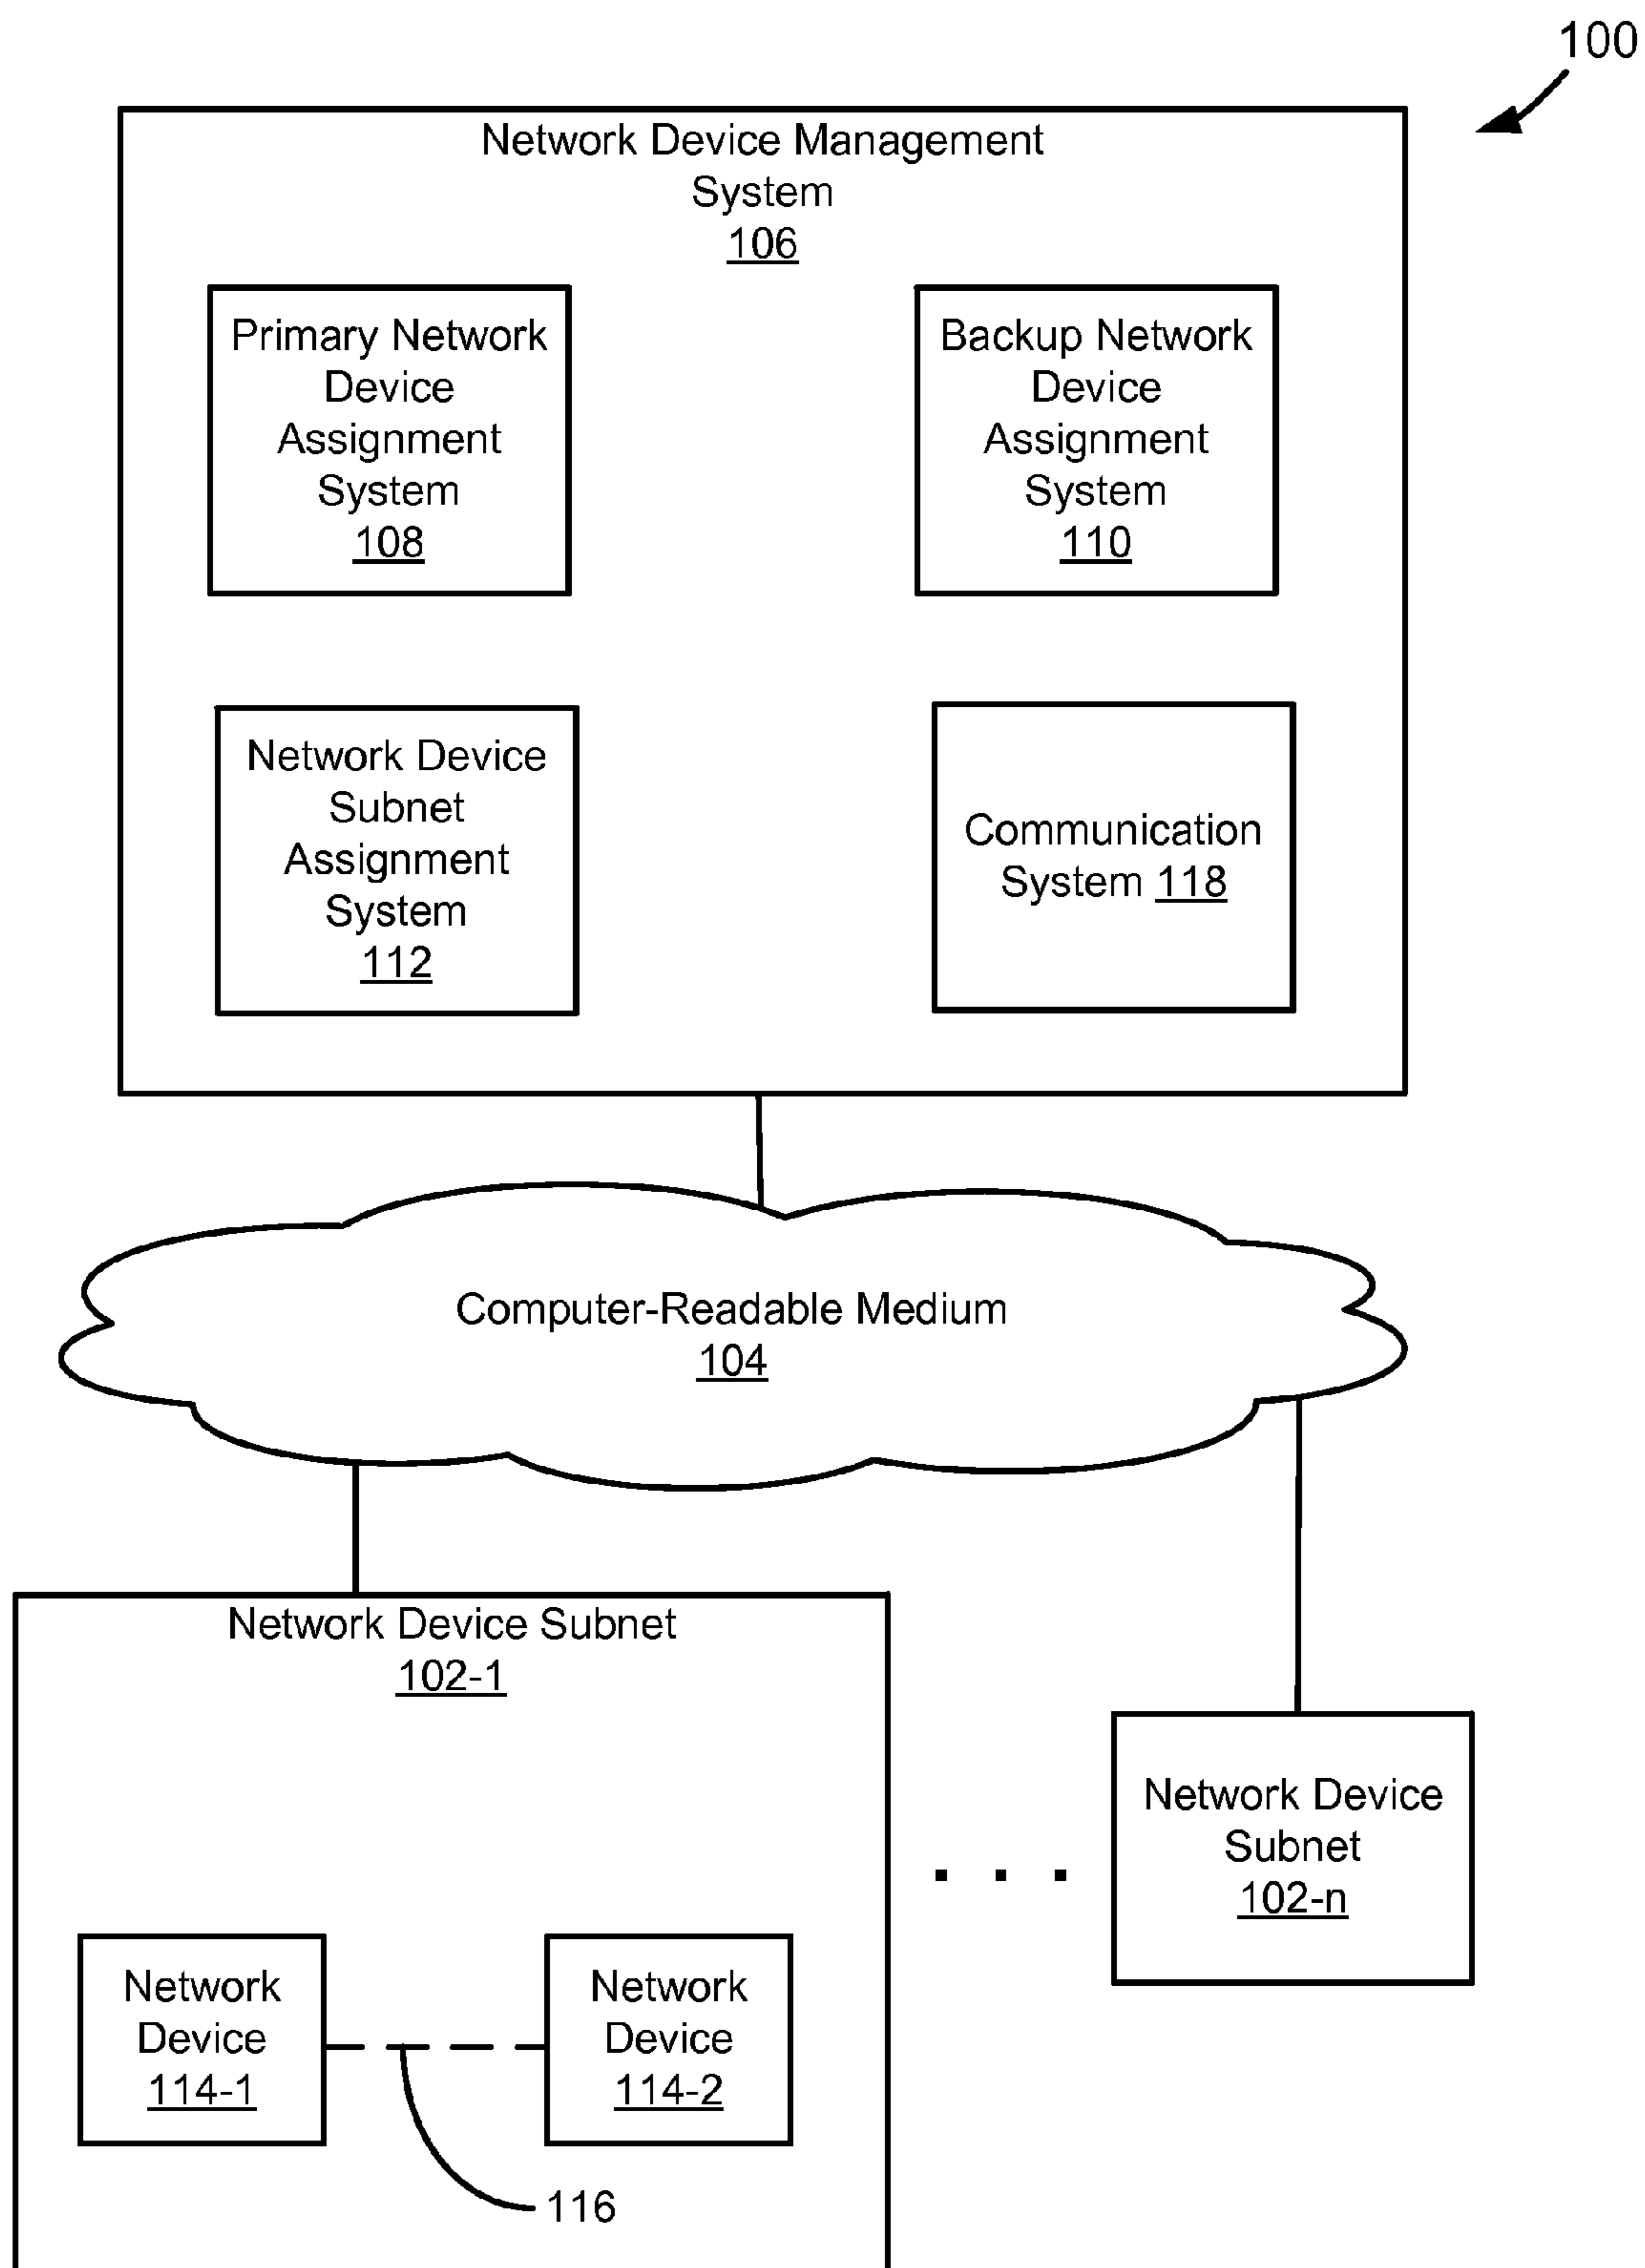 100
Network Device Management
System
106
Primary Network
Device
Assignment
System
108
Backup Network
Device
Assignment
System
110
Network Device
Subnet
Assignment
System
112
Communication
System 118
Computer-Readable Medium
104
Network Device Subnet
102-1
Network Device
Subnet
102-n
. . .
Network
Device
114-1
Network
Device
114-2
116